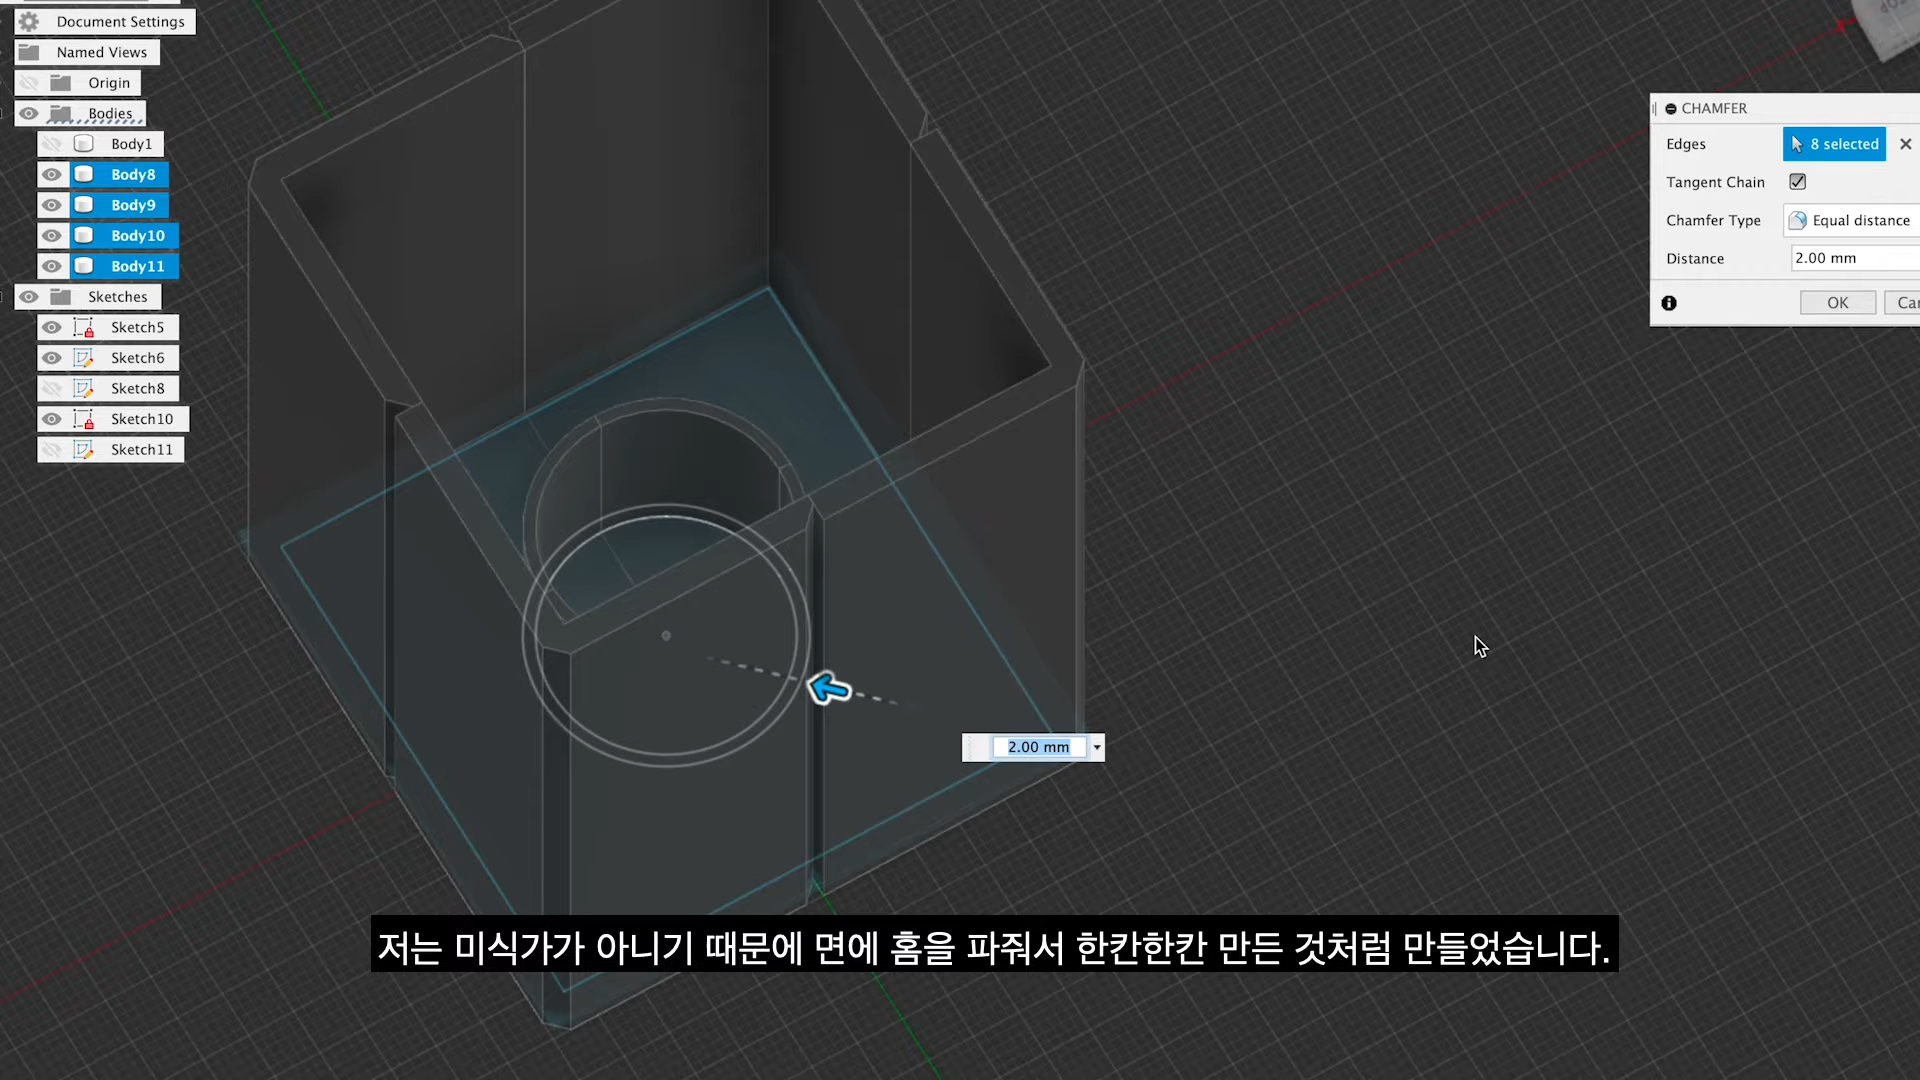 Document Settings
Named Views
Origin
Bodies
Body1
Body8
Body9
Body10
Body11
Sketches
Sketch5
Sketch6
Sketch8
Sketch10
Sketch11
TOP
CHAMFER
Edges 8 selected
Tangent Chain
Chamfer Type Equal distance
Distance 2.00 mm
OK
2.00 mm
저는 미식가가 아니기 때문에 면에 홈을 파줘서 한칸한칸 만든 것처럼 만들었습니다.